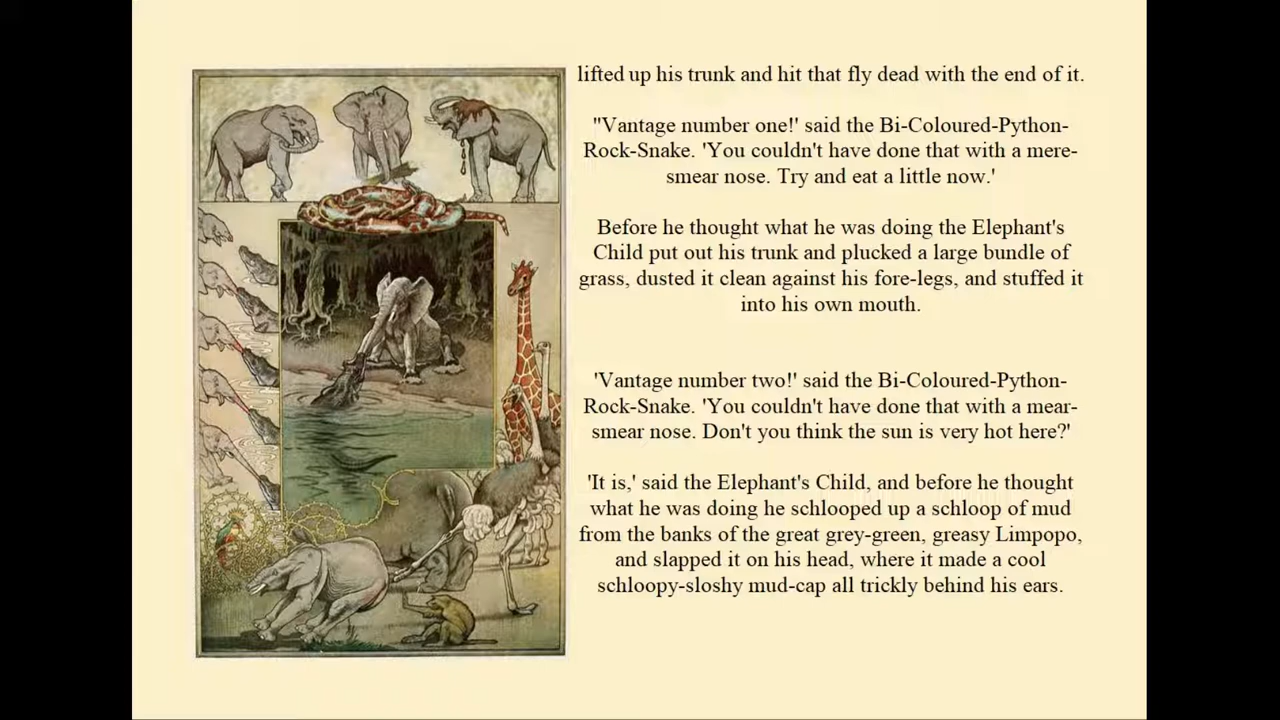 lifted up his trunk and hit that fly dead with the end of it.
"Vantage number one!' said the Bi-Coloured-Python-
Rock-Snake. 'You couldn't have done that with a mere-
smear nose. Try and eat a little now.'
Before he thought what he was doing the Elephant's
Child put out his trunk and plucked a large bundle of
grass, dusted it clean against his fore-legs, and stuffed it
into his own mouth.
'Vantage number two!' said the Bi-Coloured-Python-
Rock-Snake. 'You couldn't have done that with a mear-
smear nose. Don't you think the sun is very hot here?'
'It is,' said the Elephant's Child, and before he thought
what he was doing he schlooped up a schloop of mud
from the banks of the great grey-green, greasy Limpopo,
and slapped it on his head, where it made a cool
schloopy-sloshy mud-cap all trickly behind his ears.